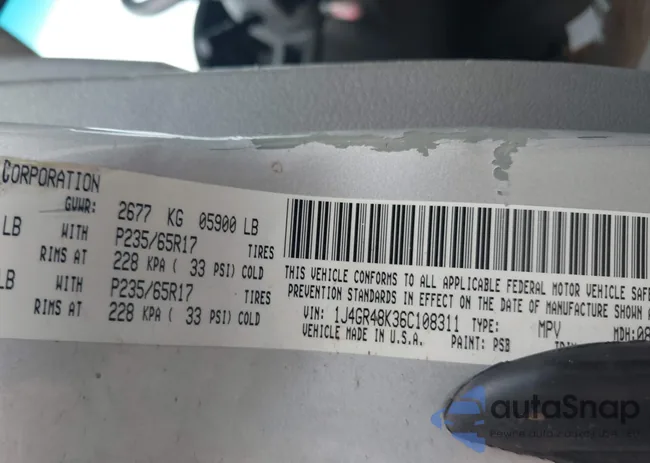 CORPORATION
GVWR: 2677 KG 05900 LB
LB WITH P235/65R17 TIRES
RIMS AT 228 KPA ( 33 PSI) COLD
LB WITH P235/65R17 TIRES
RIMS AT 228 KPA ( 33 PSI) COLD
THIS VEHICLE CONFORMS TO ALL APPLICABLE FEDERAL MOTOR VEHICLE SAFE
PREVENTION STANDARDS IN EFFECT ON THE DATE OF MANUFACTURE SHOWN A
VIN: 1J4GR48K36C108311 TYPE: MPV MDH:08
VEHICLE MADE IN U.S.A. PAINT: PSB
autoSnap